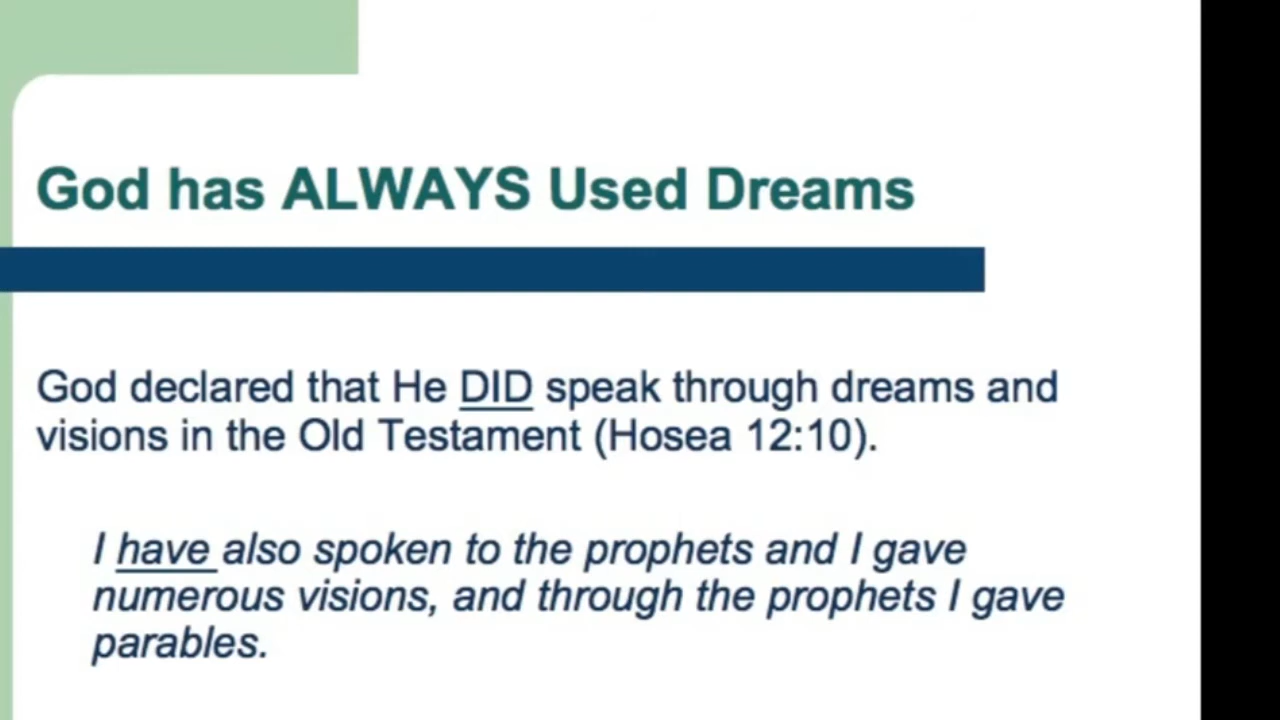 God has ALWAYS Used Dreams
God declared that He DID speak through dreams and
visions in the Old Testament (Hosea 12:10).
I have also spoken to the prophets and I gave
numerous visions, and through the prophets I gave
parables.